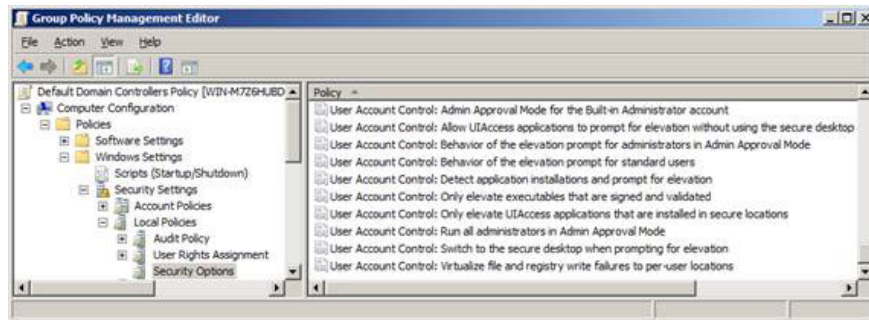 Group Policy Management Editor
File Action View Help
Default Domain Controllers Policy [WIN-M7Z6HUBD
Computer Configuration
Policies
Software Settings
Windows Settings
Scripts (Startup/Shutdown)
Security Settings
Account Policies
Local Policies
Audit Policy
User Rights Assignment
Security Options
Policy
User Account Control: Admin Approval Mode for the Built-in Administrator account
User Account Control: Allow UIAccess applications to prompt for elevation without using the secure desktop
User Account Control: Behavior of the elevation prompt for administrators in Admin Approval Mode
User Account Control: Behavior of the elevation prompt for standard users
User Account Control: Detect application installations and prompt for elevation
User Account Control: Only elevate executables that are signed and validated
User Account Control: Only elevate UIAccess applications that are installed in secure locations
User Account Control: Run all administrators in Admin Approval Mode
User Account Control: Switch to the secure desktop when prompting for elevation
User Account Control: Virtualize file and registry write failures to per-user locations